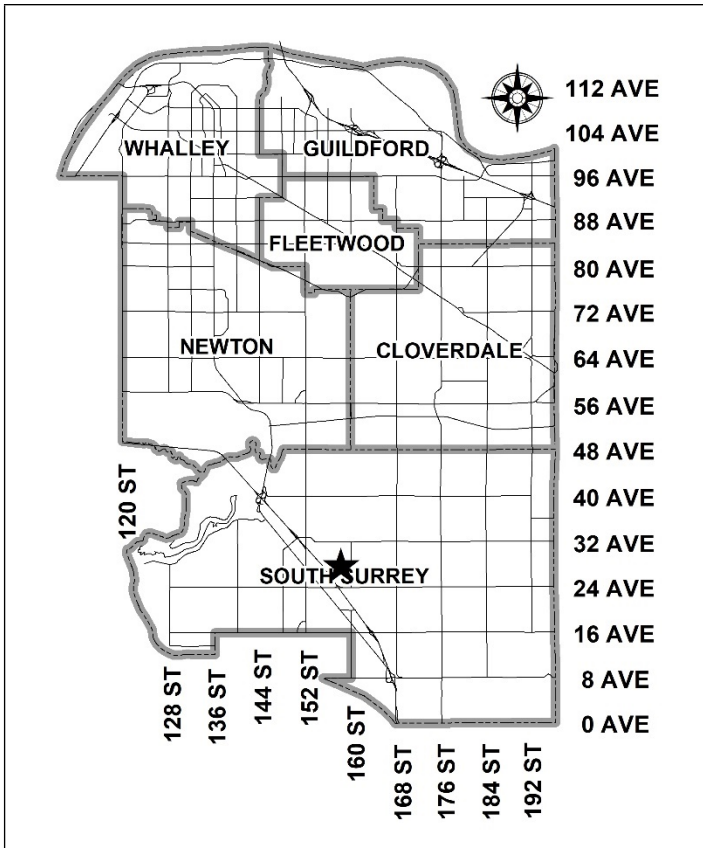 112 AVE
104 AVE
WHALLEY
GUILDFORD
96 AVE
88 AVE
FLEETWOOD
80 AVE
72 AVE
NEWTON
CLOVERDALE
64 AVE
56 AVE
48 AVE
120 ST
40 AVE
32 AVE
SOUTH SURREY
24 AVE
16 AVE
8 AVE
0 AVE
128 ST
136 ST
144 ST
152 ST
160 ST
168 ST
176 ST
184 ST
192 ST